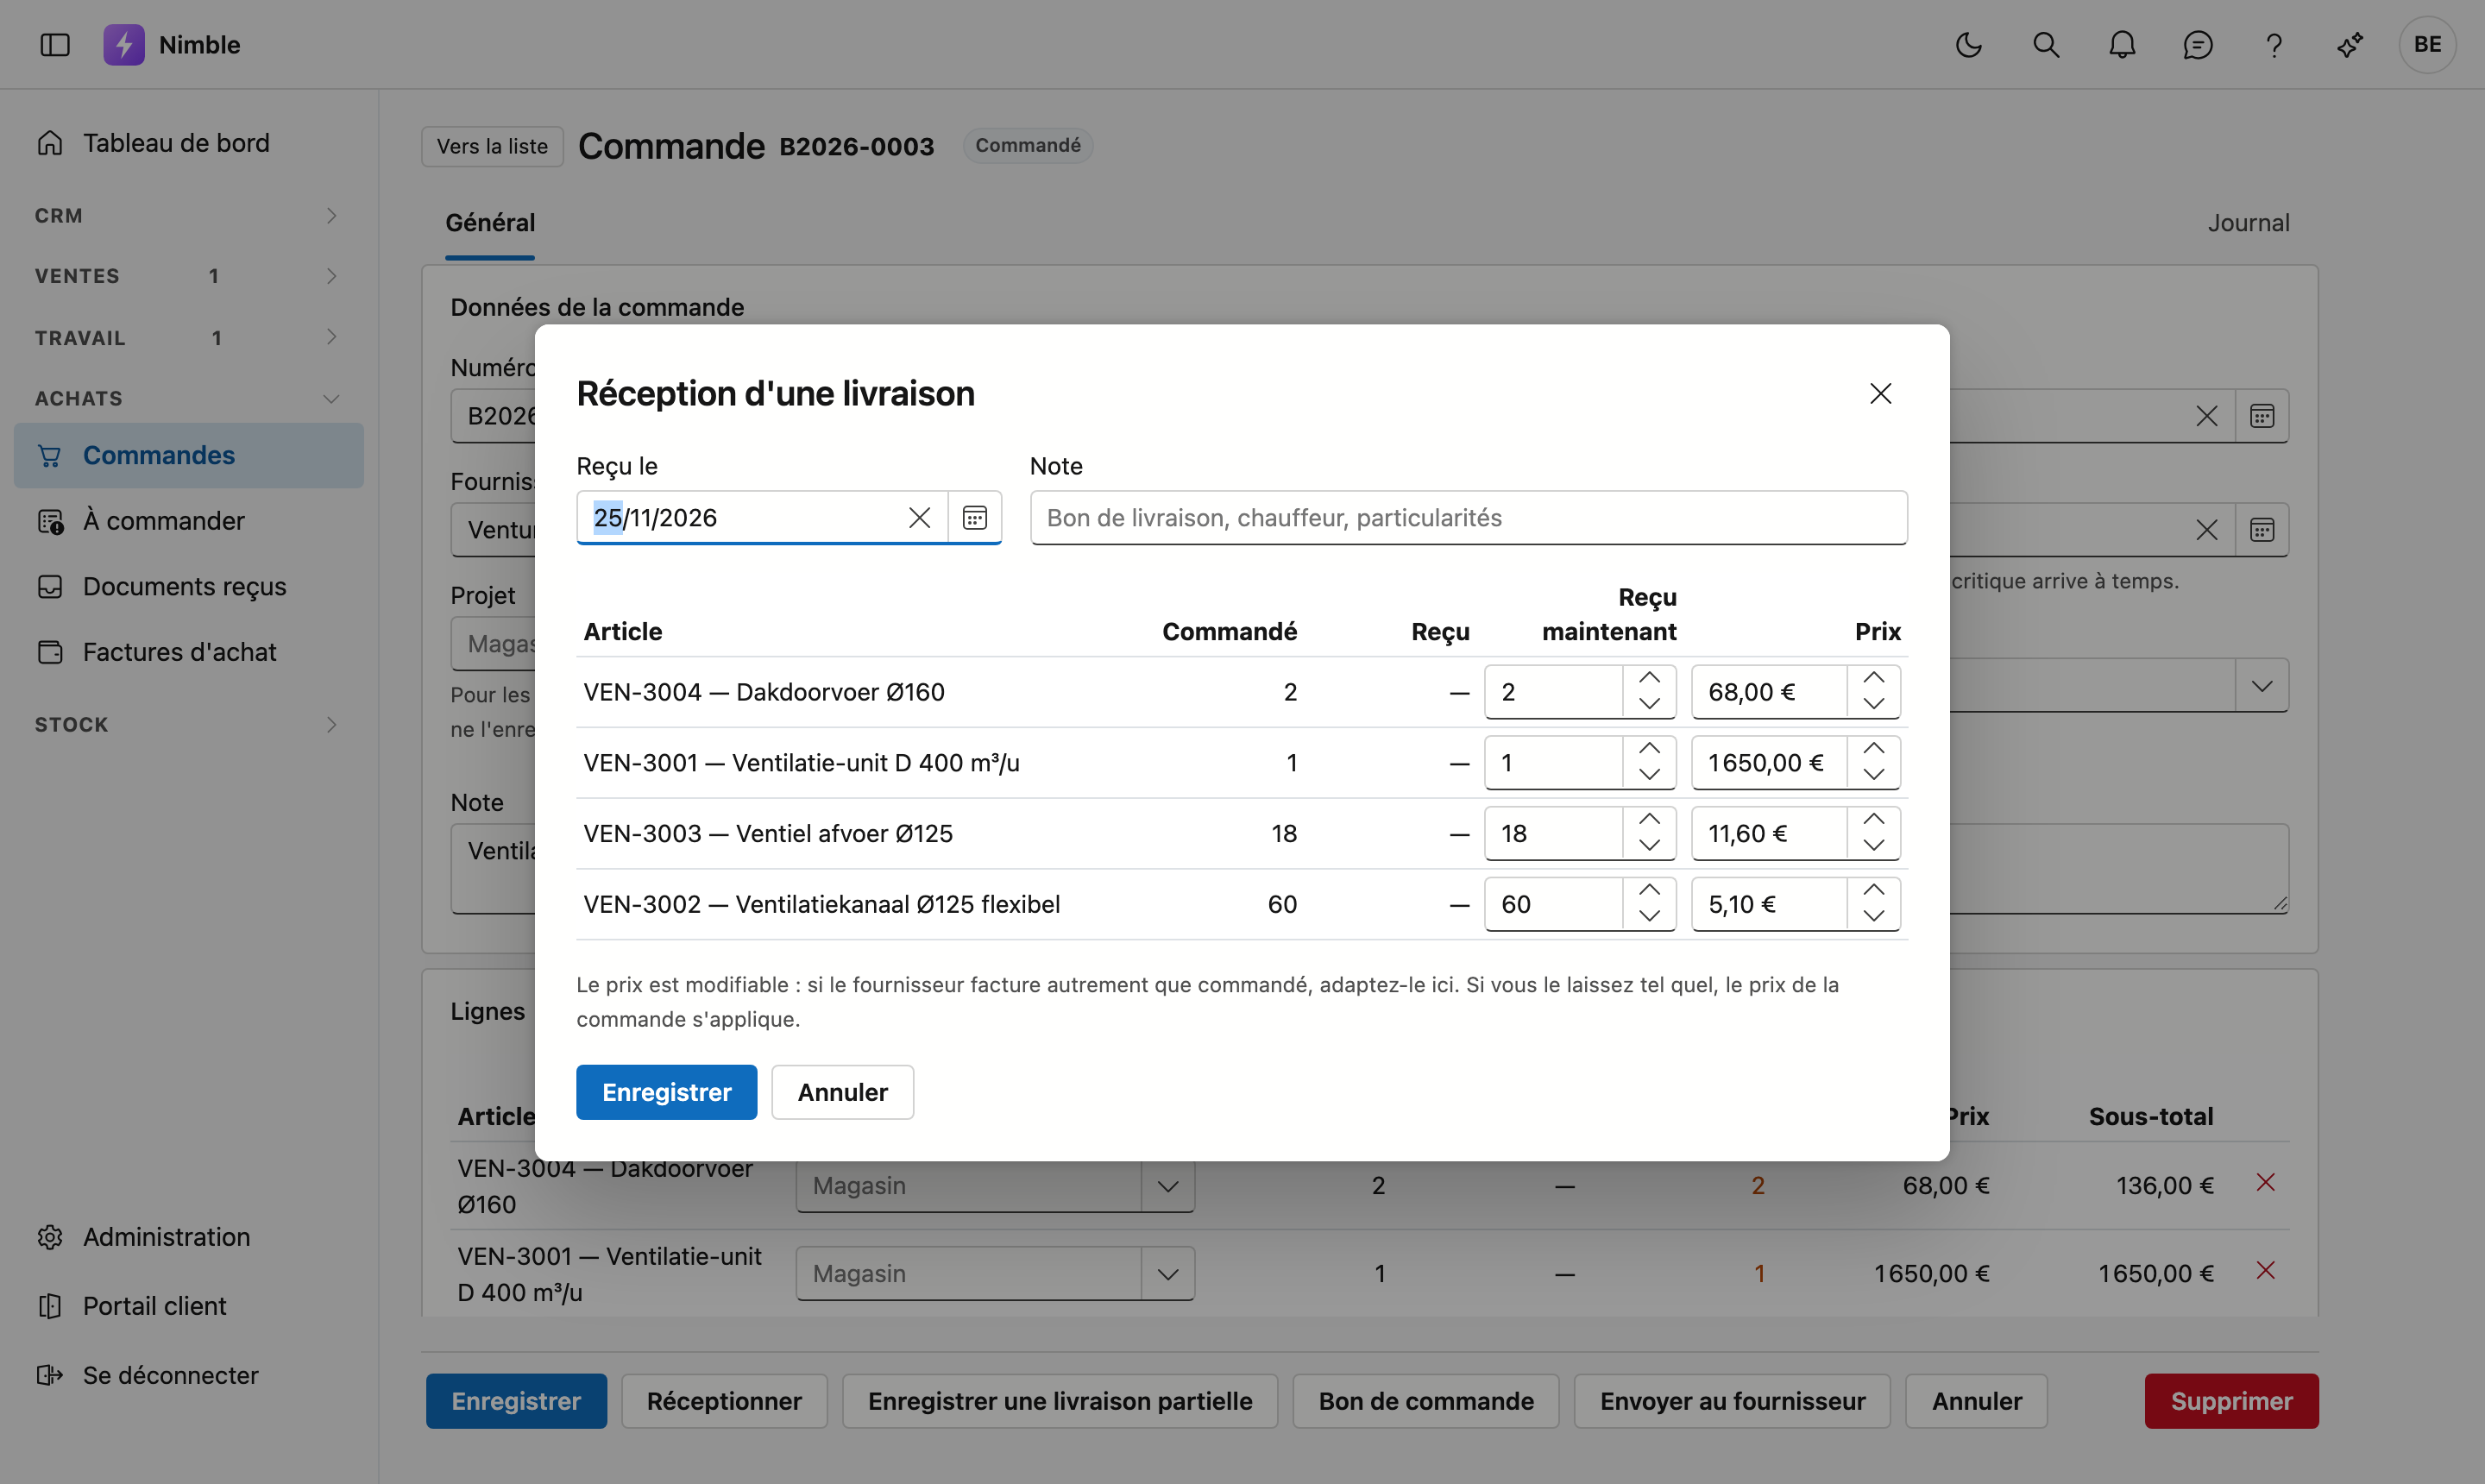 Nimble
BE
Tableau de bord
CRM
VENTES 1
TRAVAIL 1
ACHATS
Commandes
À commander
Documents reçus
Factures d'achat
STOCK
Administration
Portail client
Se déconnecter
Vers la liste Commande B2026-0003 Commandé
Général Journal
Données de la commande
Numéro
B2026
Fournis
Ventu
critique arrive à temps.
Projet
Magas
Pour les
ne l'enre
Note
Ventila
Réception d'une livraison
Reçu le Note
25/11/2026 Bon de livraison, chauffeur, particularités
Article Commandé Reçu Reçu maintenant Prix
VEN-3004 — Dakdoorvoer Ø160 2 — 2 68,00 €
VEN-3001 — Ventilatie-unit D 400 m³/u 1 — 1 1 650,00 €
VEN-3003 — Ventiel afvoer Ø125 18 — 18 11,60 €
VEN-3002 — Ventilatiekanaal Ø125 flexibel 60 — 60 5,10 €
Le prix est modifiable : si le fournisseur facture autrement que commandé, adaptez-le ici. Si vous le laissez tel quel, le prix de la
commande s'applique.
Enregistrer Annuler
Lignes
Article Prix Sous-total
VEN-3004 — Dakdoorvoer
Ø160 Magasin 2 — 2 68,00 € 136,00 €
VEN-3001 — Ventilatie-unit
D 400 m³/u Magasin 1 — 1 1 650,00 € 1 650,00 €
Enregistrer Réceptionner Enregistrer une livraison partielle Bon de commande Envoyer au fournisseur Annuler Supprimer